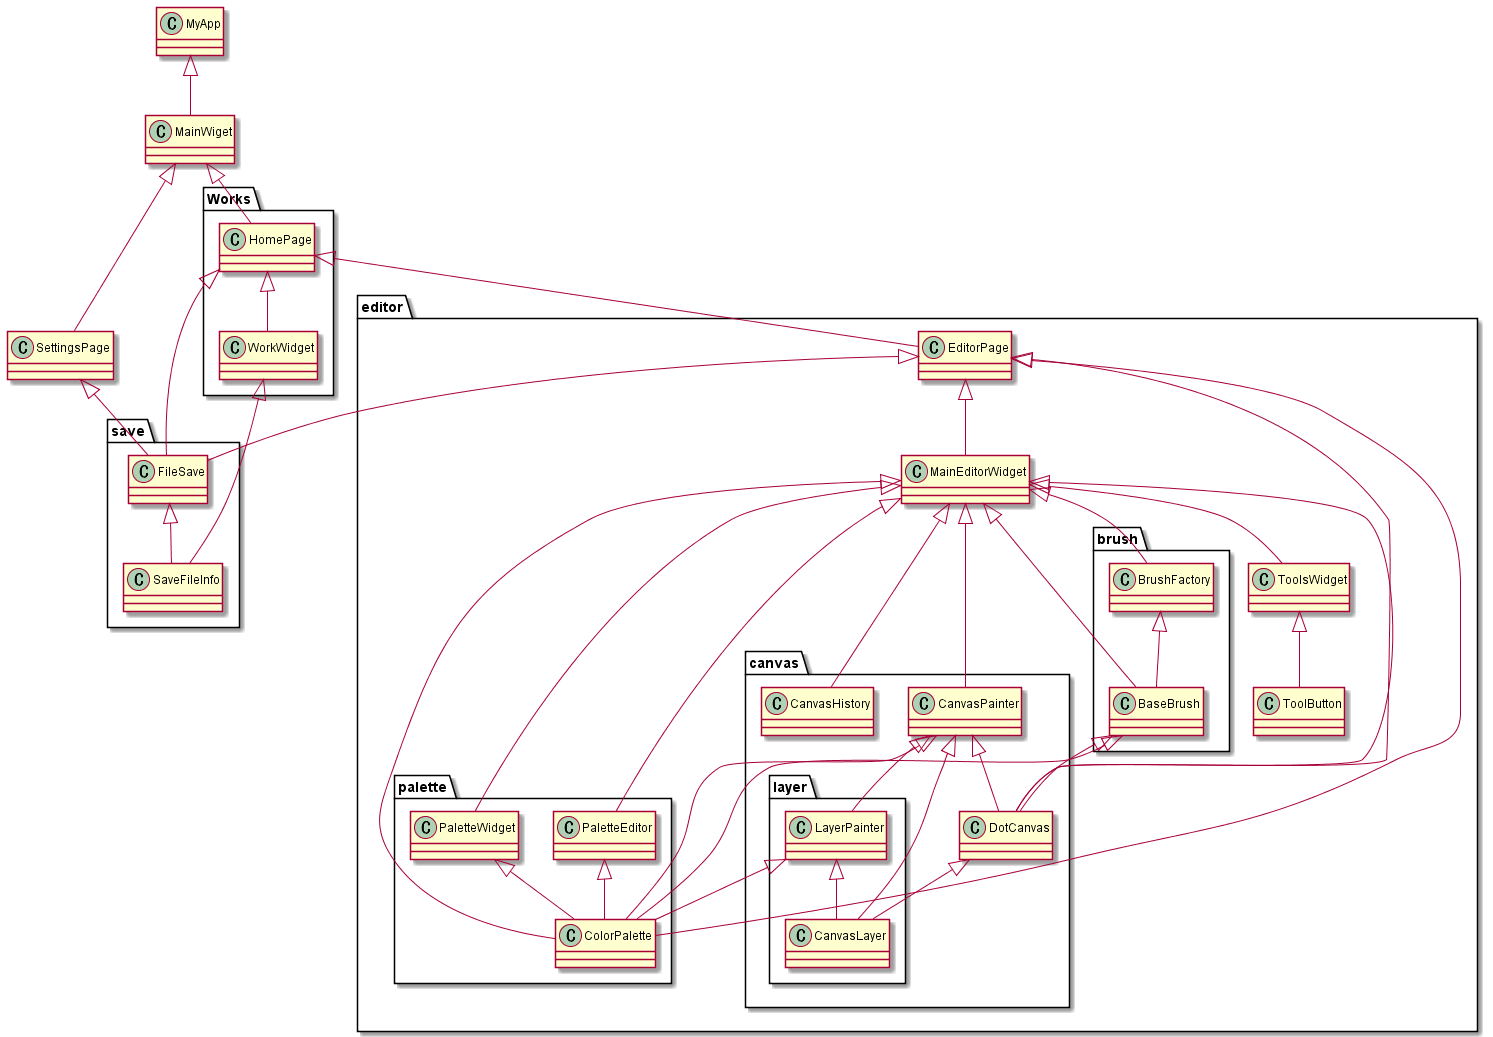 C MyApp
C MainWiget
Works
C HomePage
editor
C SettingsPage
C WorkWidget
C EditorPage
save
C FileSave
C MainEditorWidget
brush
C SaveFileInfo
C BrushFactory
C ToolsWidget
canvas
C CanvasHistory
C CanvasPainter
C BaseBrush
C ToolButton
palette
layer
C PaletteWidget
C PaletteEditor
C LayerPainter
C DotCanvas
C ColorPalette
C CanvasLayer